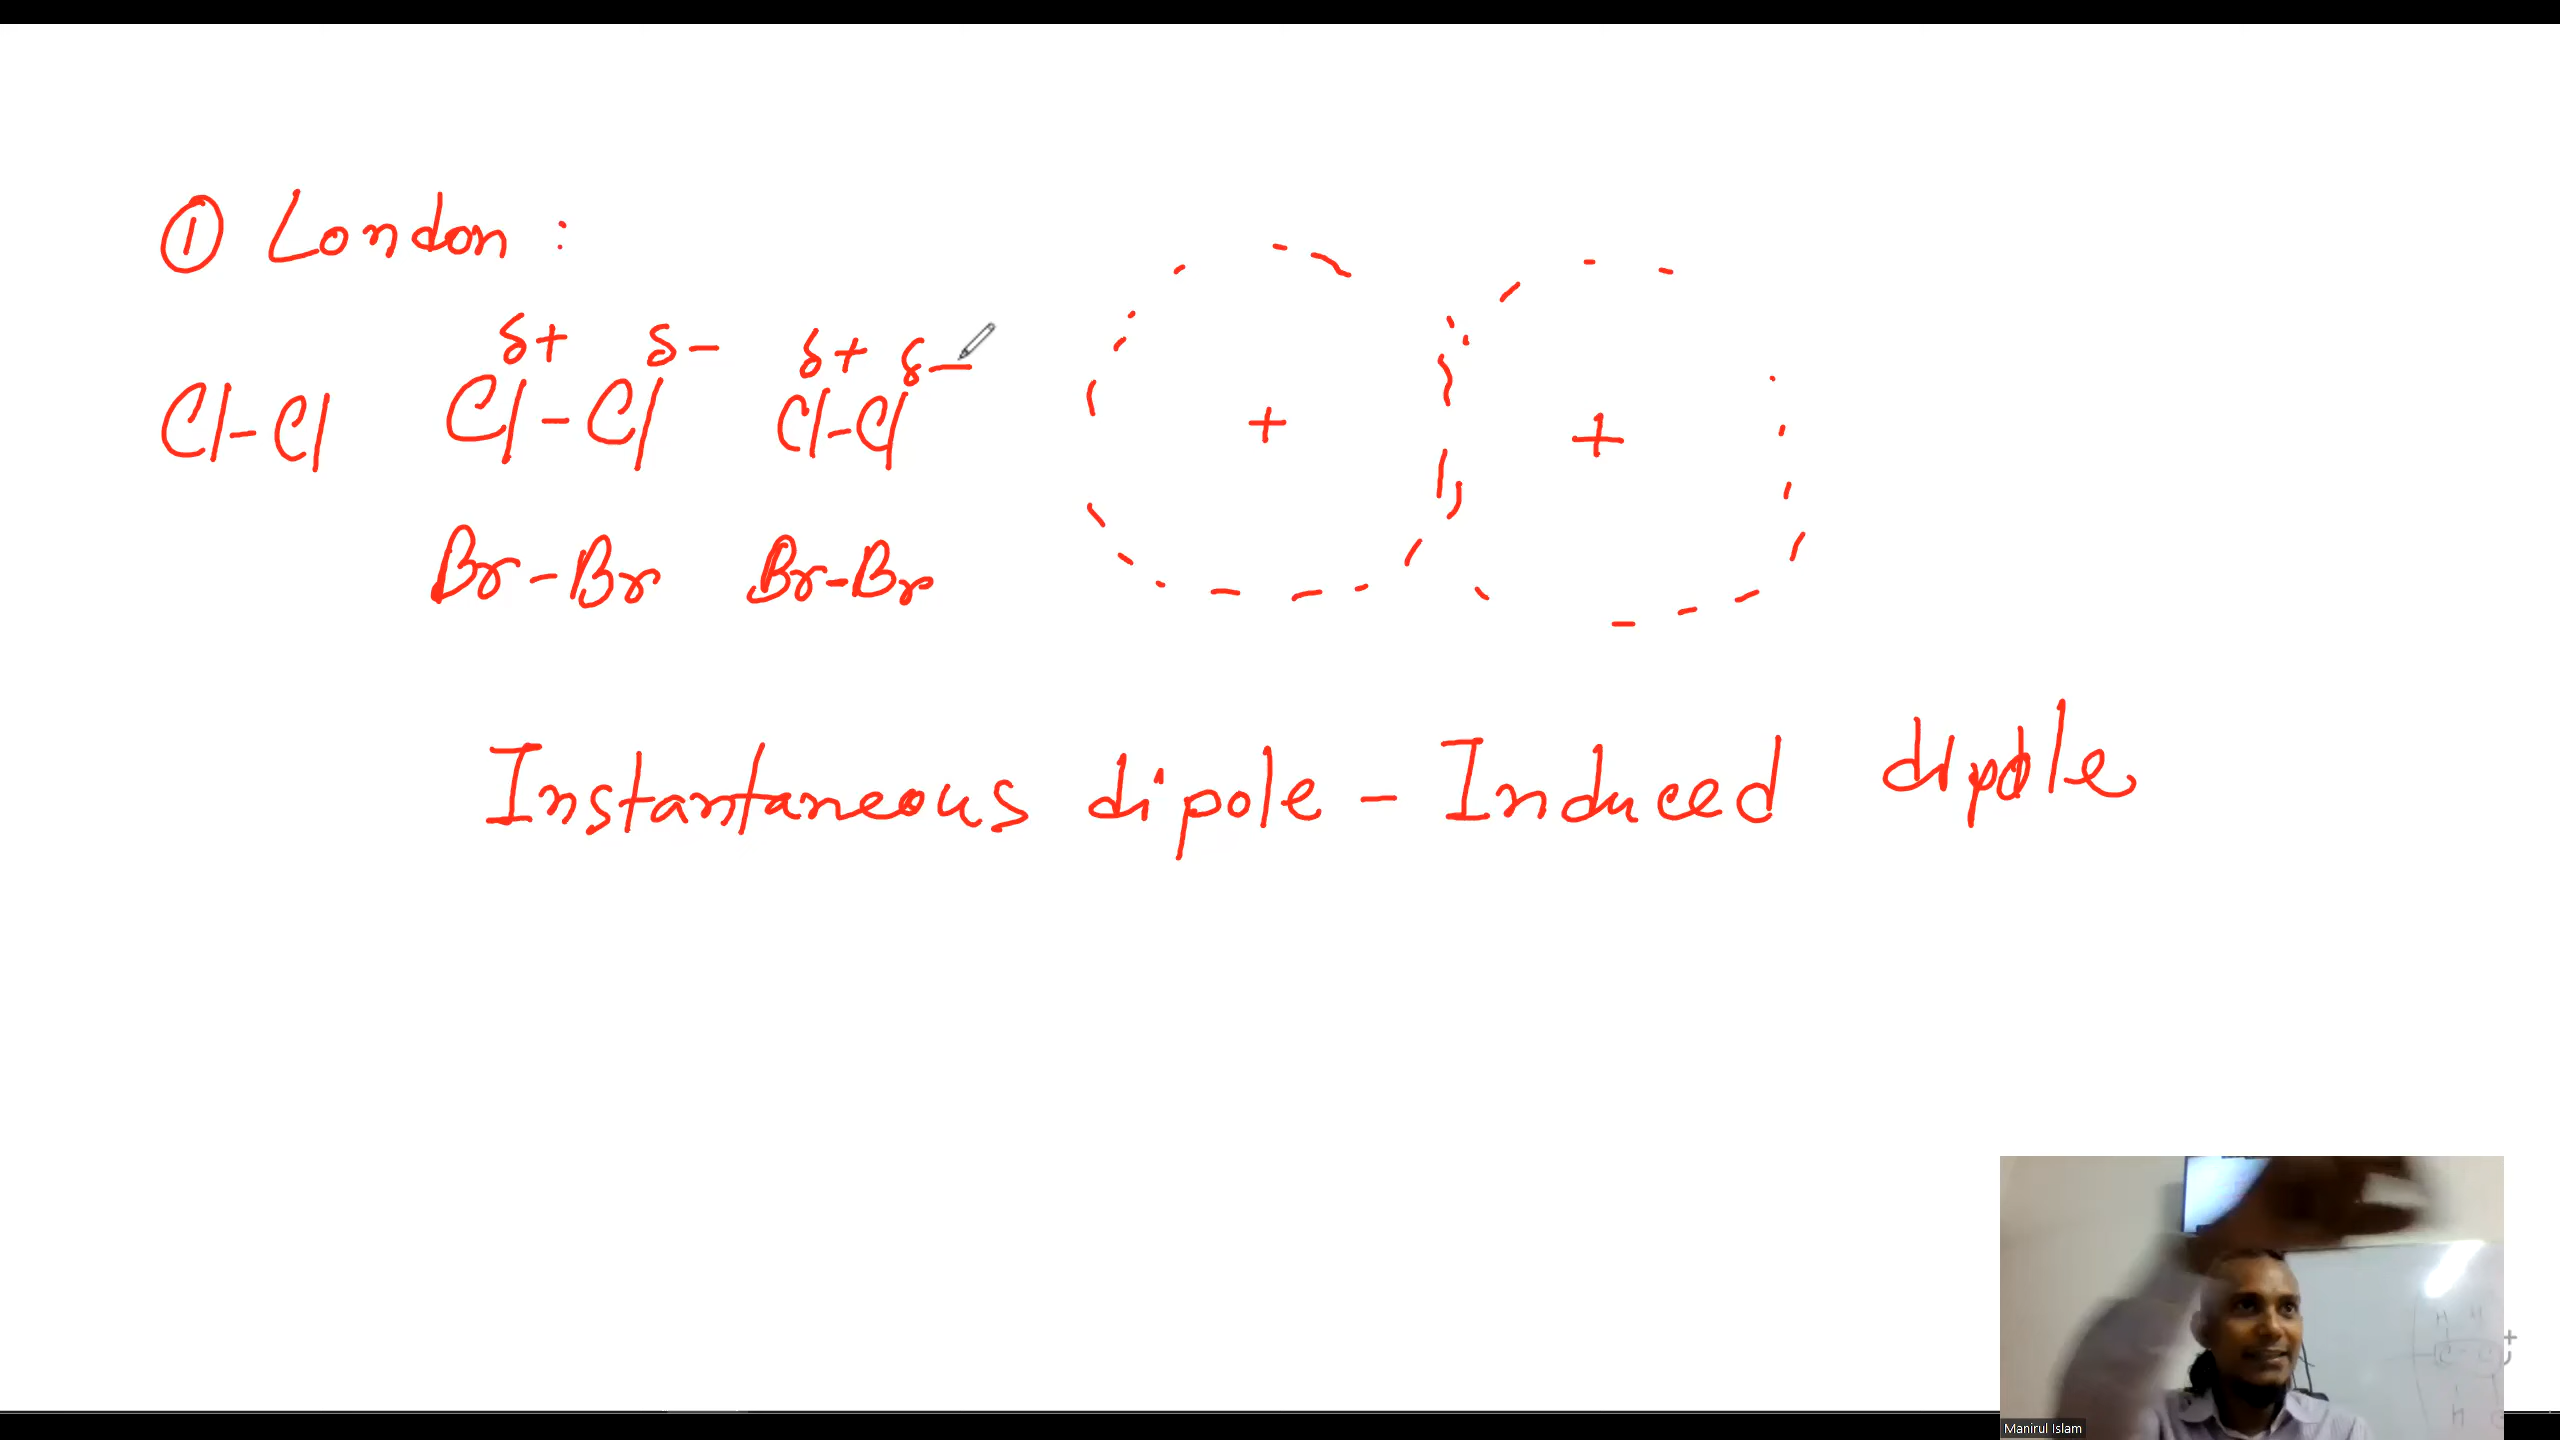 ① London :
δ+ δ- δ+ δ-
Cl-Cl Cl-Cl Cl-Cl
+ +
Br-Br Br-Br
Instantaneous dipole - Induced dipole
H H
C C
H
Manirul Islam